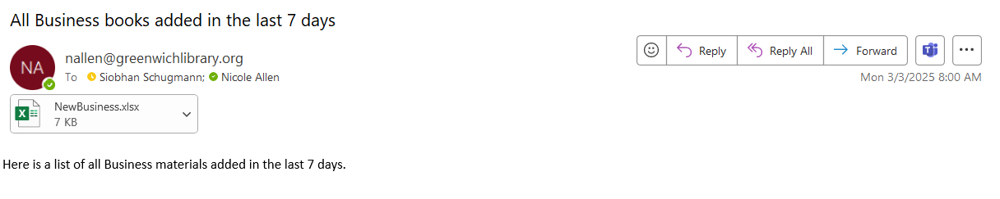 All Business books added in the last 7 days
NA
nallen@greenwichlibrary.org
To Siobhan Schugmann; Nicole Allen
Reply
Reply All
Forward
Mon 3/3/2025 8:00 AM
NewBusiness.xlsx
7 KB
Here is a list of all Business materials added in the last 7 days.